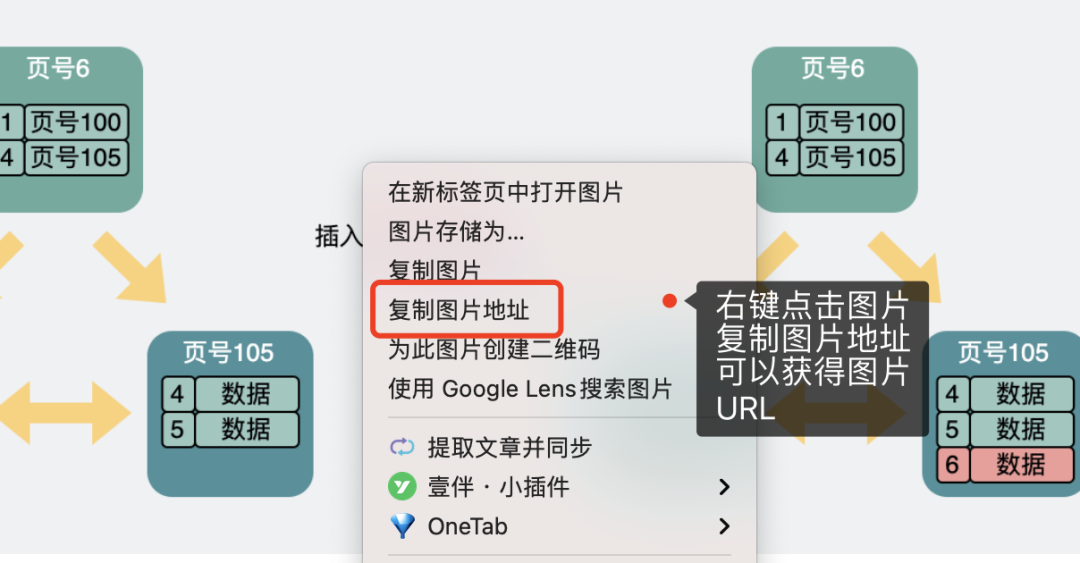 页号6
1 页号100
4 页号105
插入
页号105
4 数据
5 数据
在新标签页中打开图片
图片存储为...
复制图片
复制图片地址
为此图片创建二维码
使用 Google Lens搜索图片
提取文章并同步
壹伴 · 小插件
OneTab
右键点击图片
复制图片地址
可以获得图片
URL
页号6
1 页号100
4 页号105
页号105
4 数据
5 数据
6 数据